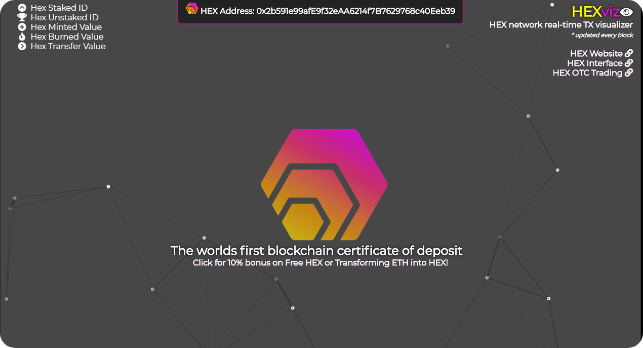 Hex Staked ID
Hex Unstaked ID
Hex Minted Value
Hex Burned Value
Hex Transfer Value
HEX Address: 0x2b591e99afE9f32eAA6214f7B7629768c40Eeb39
HEXviz
HEX network real-time TX visualizer
* updated every block
HEX Website
HEX Interface
HEX OTC Trading
The worlds first blockchain certificate of deposit
Click for 10% bonus on Free HEX or Transforming ETH into HEX!